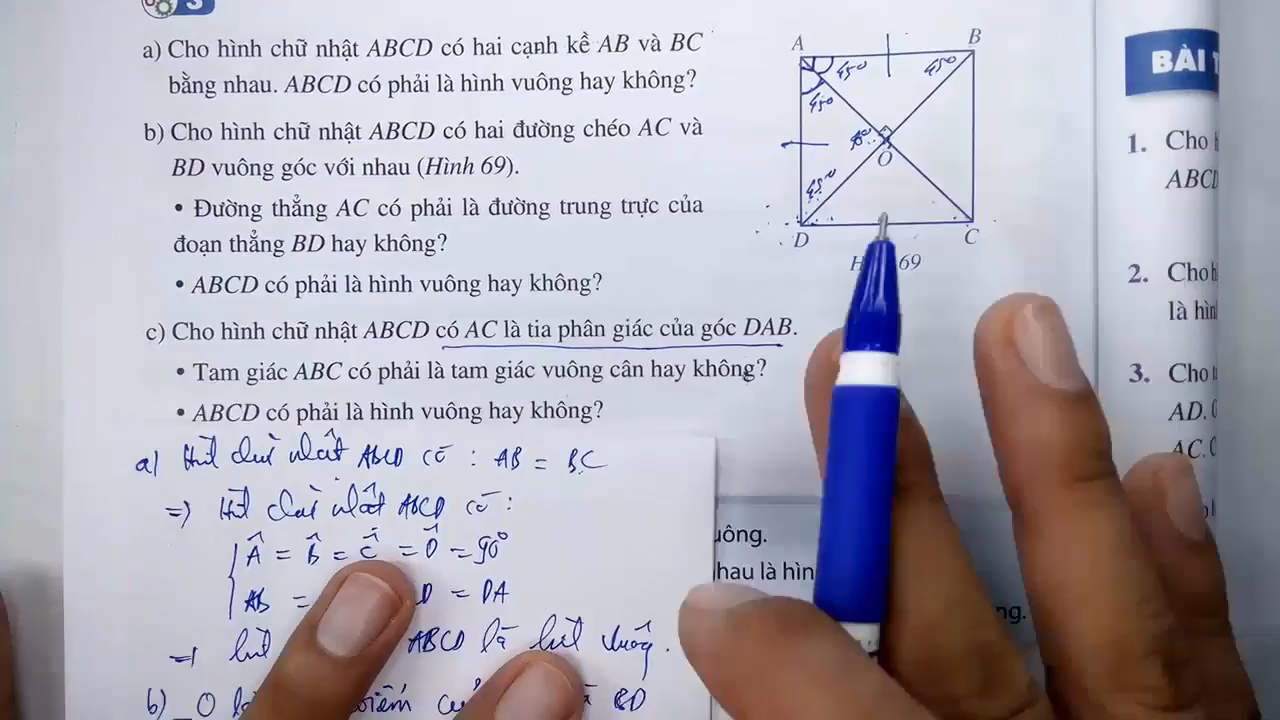 3
a) Cho hình chữ nhật ABCD có hai cạnh kề AB và BC
bằng nhau. ABCD có phải là hình vuông hay không?
b) Cho hình chữ nhật ABCD có hai đường chéo AC và
BD vuông góc với nhau (Hình 69).
• Đường thẳng AC có phải là đường trung trực của
đoạn thẳng BD hay không?
• ABCD có phải là hình vuông hay không?
c) Cho hình chữ nhật ABCD có AC là tia phân giác của góc DAB.
• Tam giác ABC có phải là tam giác vuông cân hay không?
• ABCD có phải là hình vuông hay không?
A
B
45°
45°
45°
90°
O
45°
D
C
H 69
BÀI
1. Cho
ABCD
2. Cho
là hìn
3. Cho
AD.
AC.
a) Hình chữ nhật ABCD có : AB = BC
=> Hình chữ nhật ABCD có :
Â = B̂ = Ĉ = D̂ = 90°
AB = D = DA
=> hình ABCD là hình vuông.
b) _ O là điểm BD
uông.
hau là hìn
ng.